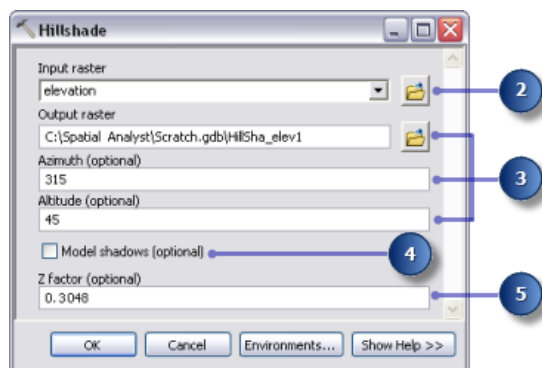 Hillshade
Input raster
elevation
2
Output raster
C:\Spatial Analyst\Scratch.gdb\HillSha_elev1
Azimuth (optional)
315
3
Altitude (optional)
45
Model shadows (optional)
4
Z factor (optional)
0.3048
5
OK Cancel Environments... Show Help >>